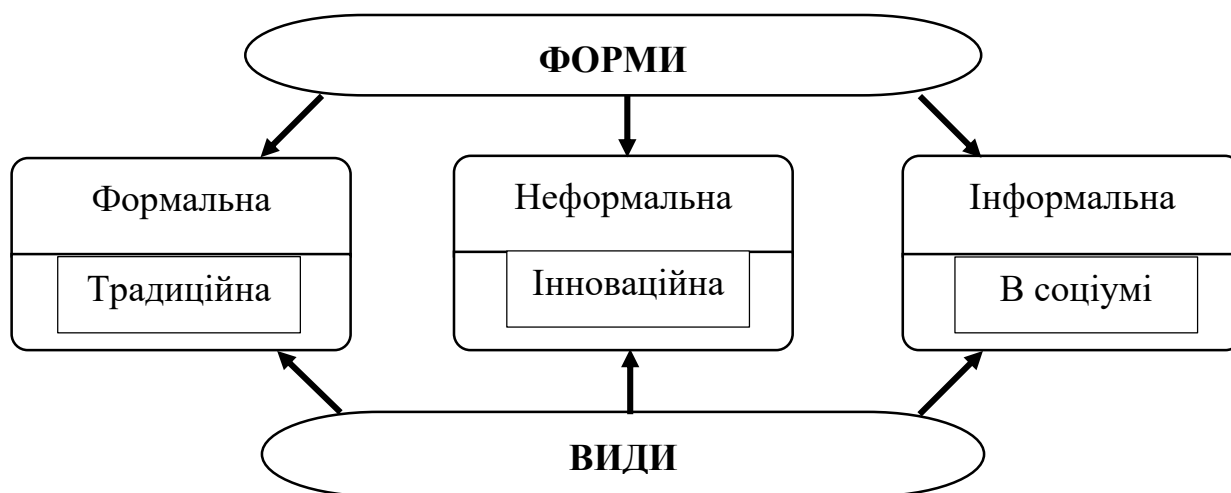 ФОРМИ
Формальна
Неформальна
Інформальна
Традиційна
Інноваційна
В соціумі
ВИДИ